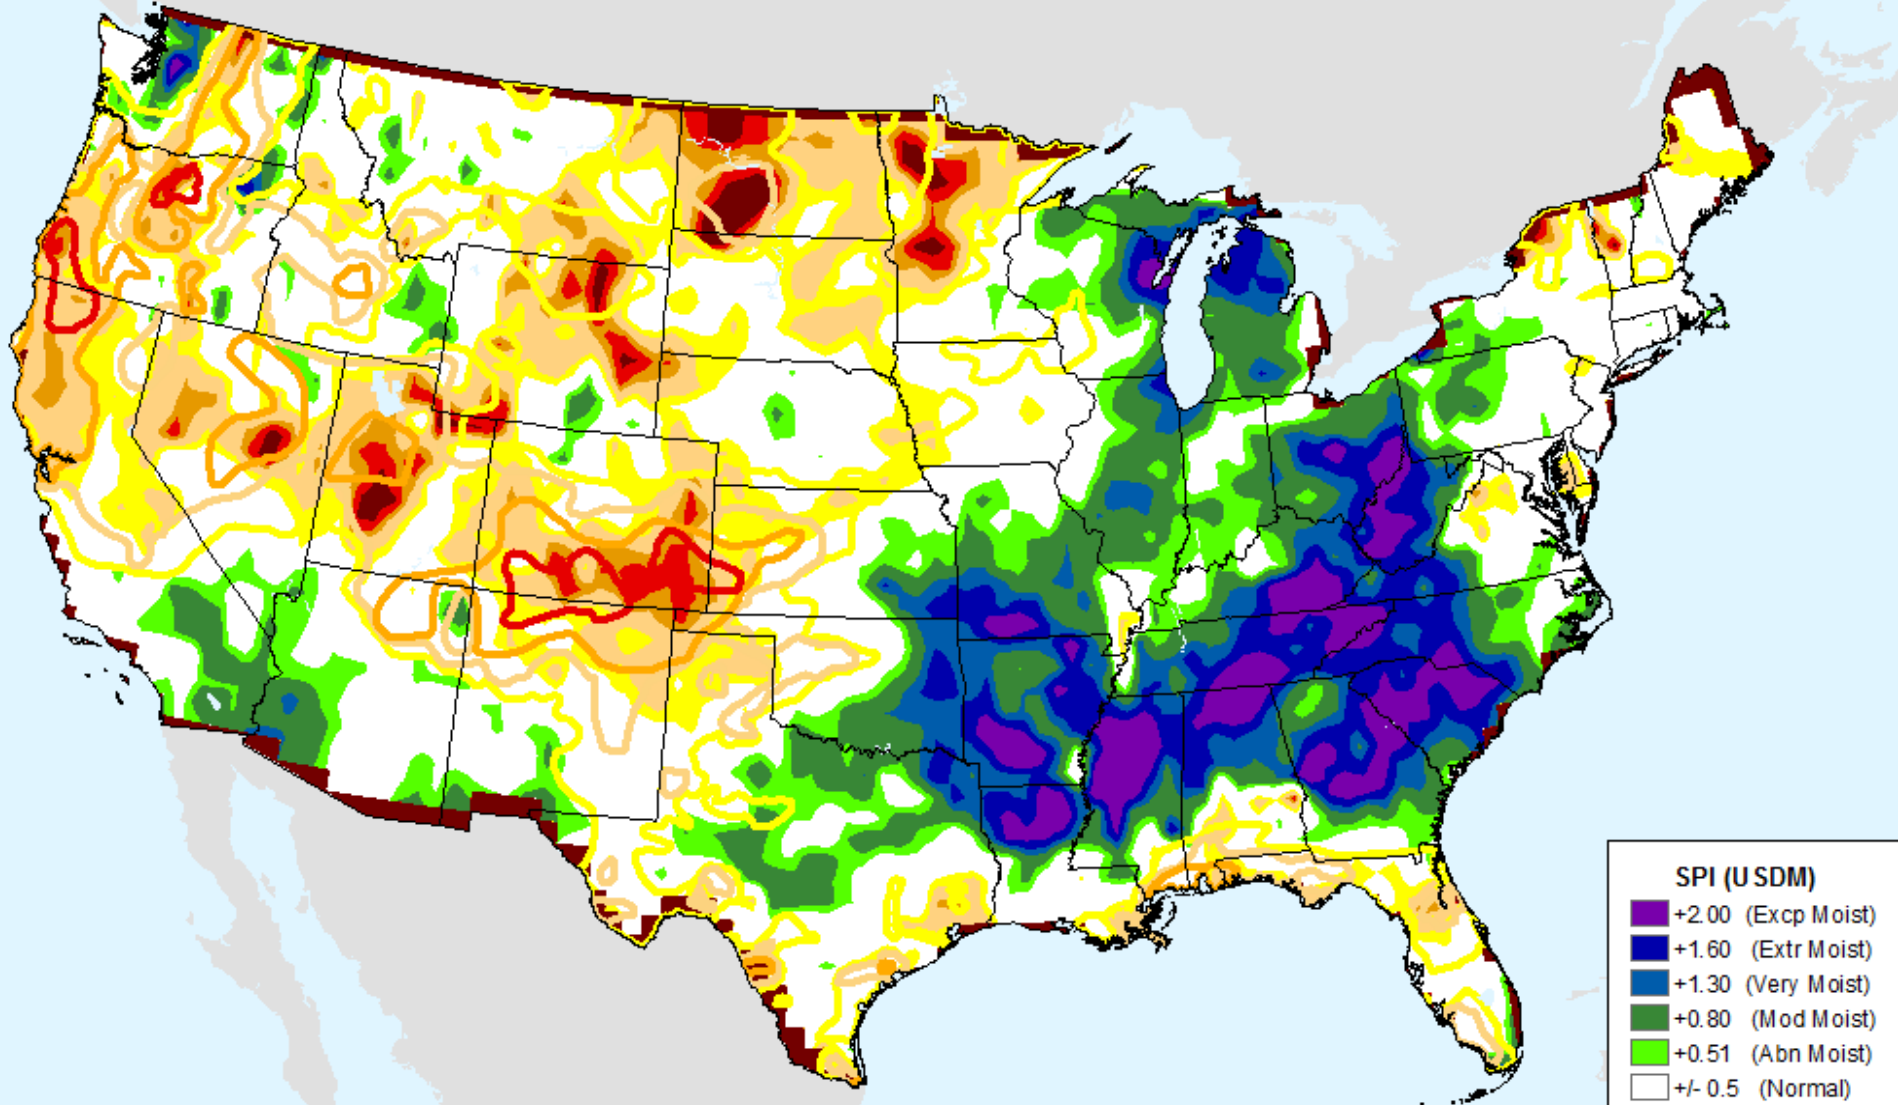 SPI (USDM)
+2.00 (Excp Moist)
+1.60 (Extr Moist)
+1.30 (Very Moist)
+0.80 (Mod Moist)
+0.51 (Abn Moist)
+/- 0.5 (Normal)